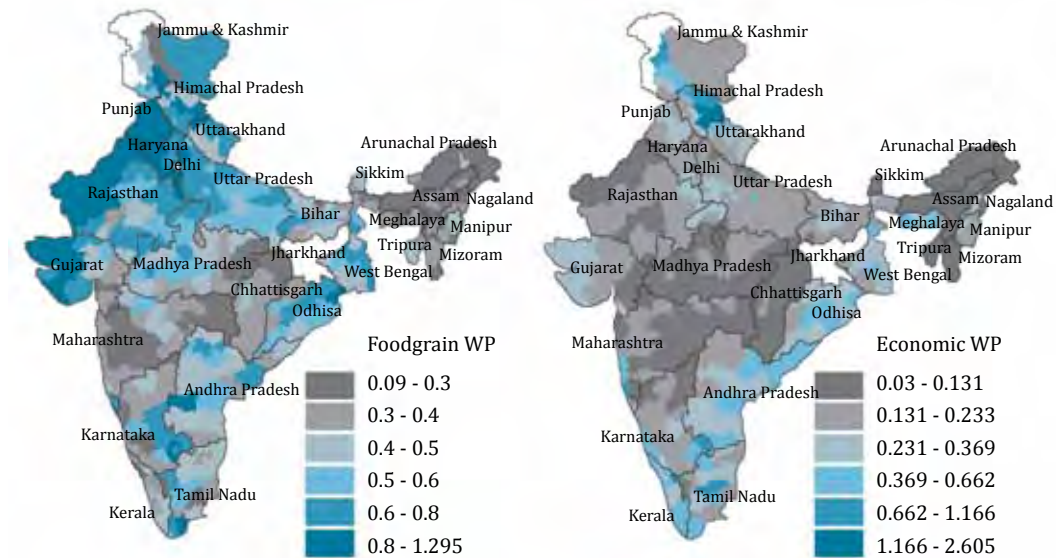 Jammu & Kashmir
Himachal Pradesh
Punjab
Uttarakhand
Haryana
Delhi
Arunachal Pradesh
Rajasthan
Uttar Pradesh
Sikkim
Assam
Nagaland
Bihar
Meghalaya
Manipur
Tripura
Mizoram
Gujarat
Madhya Pradesh
Jharkhand
West Bengal
Chhattisgarh
Odhisa
Maharashtra
Andhra Pradesh
Karnataka
Tamil Nadu
Kerala
Foodgrain WP
0.09 - 0.3
0.3 - 0.4
0.4 - 0.5
0.5 - 0.6
0.6 - 0.8
0.8 - 1.295
Jammu & Kashmir
Himachal Pradesh
Punjab
Uttarakhand
Haryana
Delhi
Arunachal Pradesh
Rajasthan
Uttar Pradesh
Sikkim
Assam
Nagaland
Bihar
Meghalaya
Manipur
Tripura
Mizoram
Gujarat
Madhya Pradesh
Jharkhand
West Bengal
Chhattisgarh
Odhisa
Maharashtra
Andhra Pradesh
Karnataka
Tamil Nadu
Kerala
Economic WP
0.03 - 0.131
0.131 - 0.233
0.231 - 0.369
0.369 - 0.662
0.662 - 1.166
1.166 - 2.605